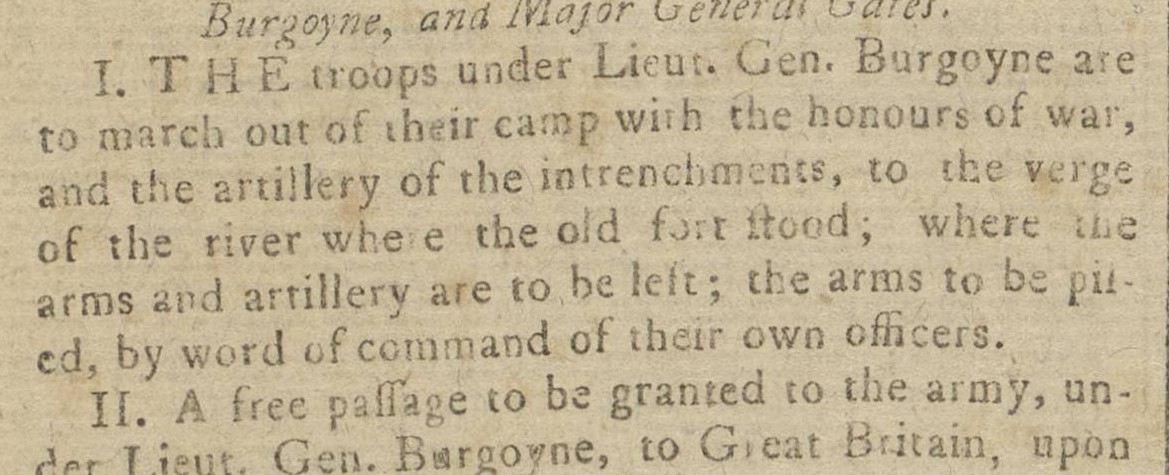 Burgoyne, and Major General Gates.
I. THE troops under Lieut. Gen. Burgoyne are
to march out of their camp with the honours of war,
and the artillery of the intrenchments, to the verge
of the river where the old fort ſtood; where the
arms and artillery are to be left; the arms to be pil-
ed, by word of command of their own officers.
II. A free paſſage to be granted to the army, un-
der Lieut. Gen. Burgoyne, to Great Britain, upon